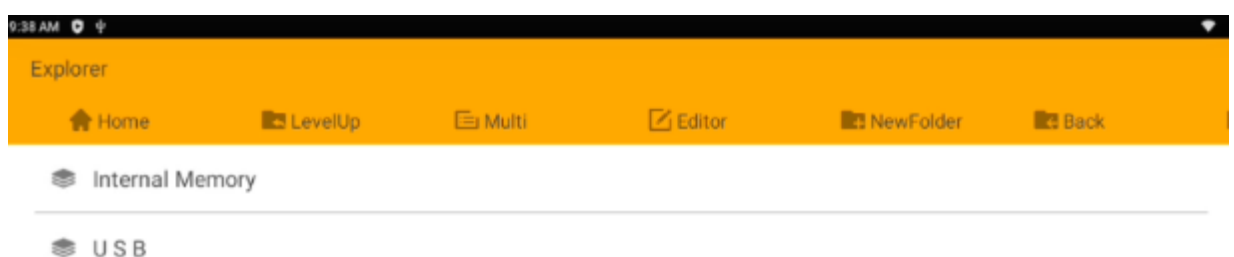 9:38 AM
Explorer
Home LevelUp Multi Editor NewFolder Back
Internal Memory
U S B